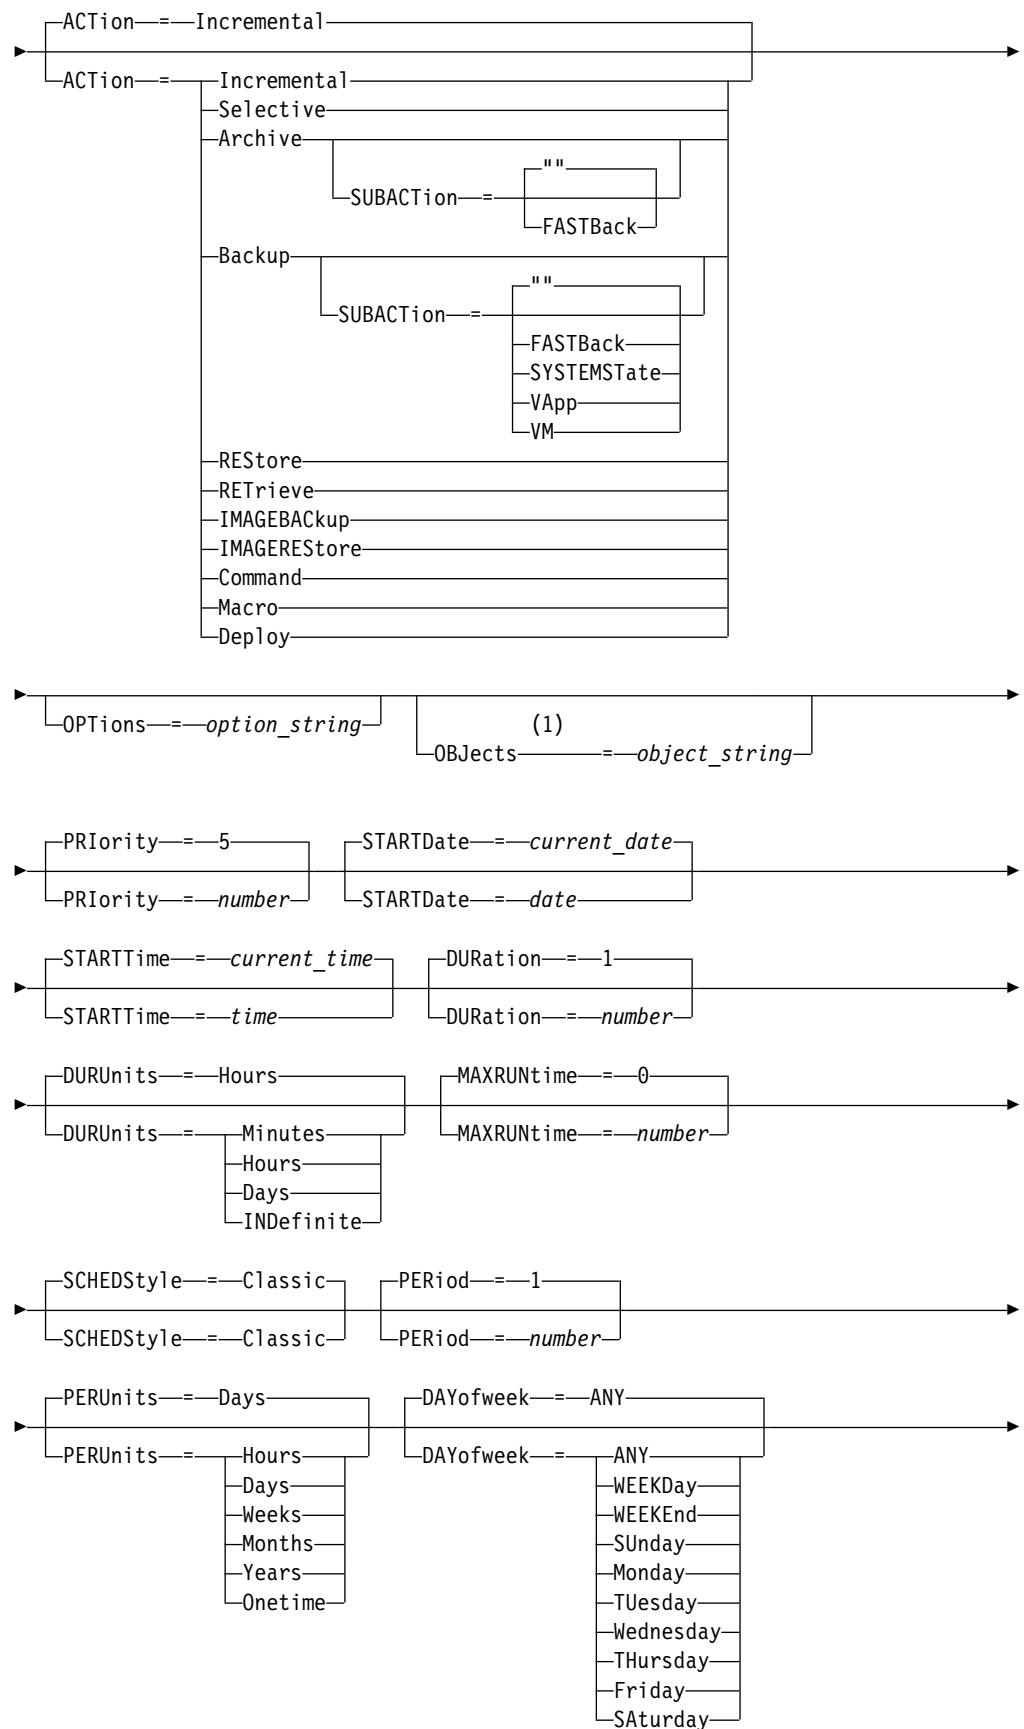 ACTion = Incremental
ACTion = Incremental
Selective
Archive
""
SUBACTion =
FASTBack
Backup
""
SUBACTion =
FASTBack
SYSTEMSTate
VApp
VM
REStore
RETrieve
IMAGEBACkup
IMAGEREStore
Command
Macro
Deploy
OPTions = option_string
(1)
OBJects = object_string
PRIority = 5 STARTDate = current_date
PRIority = number STARTDate = date
STARTTime = current_time DURation = 1
STARTTime = time DURation = number
DURUnits = Hours MAXRUNtime = 0
DURUnits = Minutes MAXRUNtime = number
Hours
Days
INDefinite
SCHEDStyle = Classic PERiod = 1
SCHEDStyle = Classic PERiod = number
PERUnits = Days DAYofweek = ANY
PERUnits = Hours DAYofweek = ANY
Days WEEKDay
Weeks WEEKEnd
Months SUnday
Years Monday
Onetime TUesday
Wednesday
THursday
Friday
SAturday